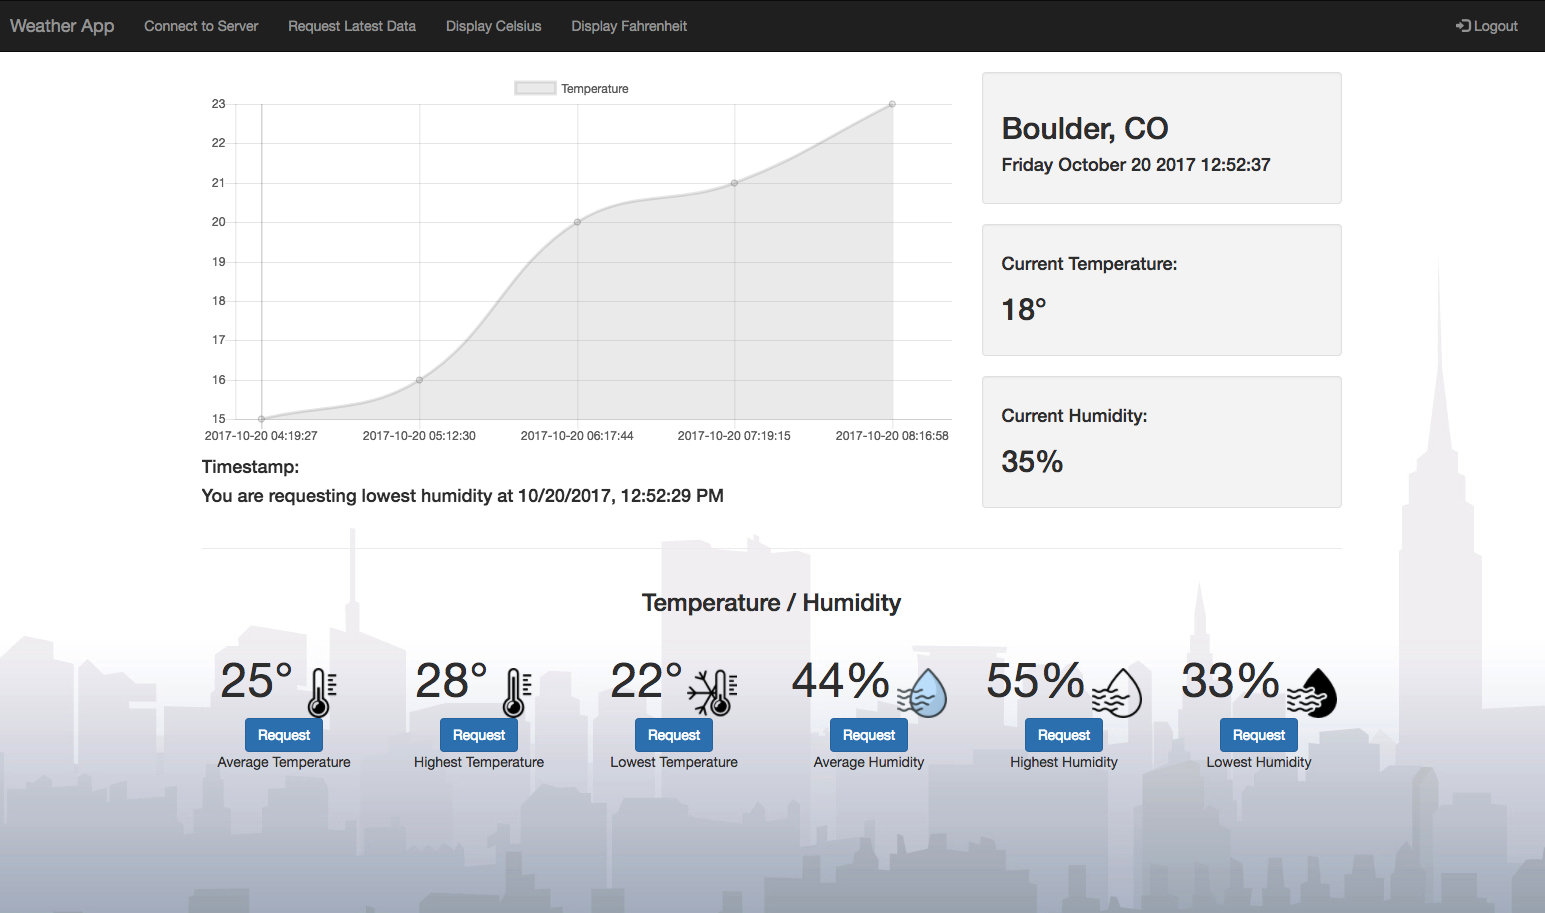 Weather App Connect to Server Request Latest Data Display Celsius Display Fahrenheit Logout
Temperature
23
22
21
20
19
18
17
16
15
2017-10-20 04:19:27 2017-10-20 05:12:30 2017-10-20 06:17:44 2017-10-20 07:19:15 2017-10-20 08:16:58
Timestamp:
You are requesting lowest humidity at 10/20/2017, 12:52:29 PM
Boulder, CO
Friday October 20 2017 12:52:37
Current Temperature:
18°
Current Humidity:
35%
Temperature / Humidity
25° 28° 22° 44% 55% 33%
Request Request Request Request Request Request
Average Temperature Highest Temperature Lowest Temperature Average Humidity Highest Humidity Lowest Humidity